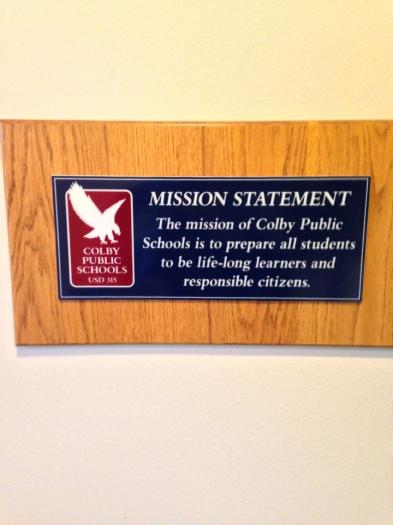 COLBY
PUBLIC
SCHOOLS
USD 315
MISSION STATEMENT
The mission of Colby Public
Schools is to prepare all students
to be life-long learners and
responsible citizens.